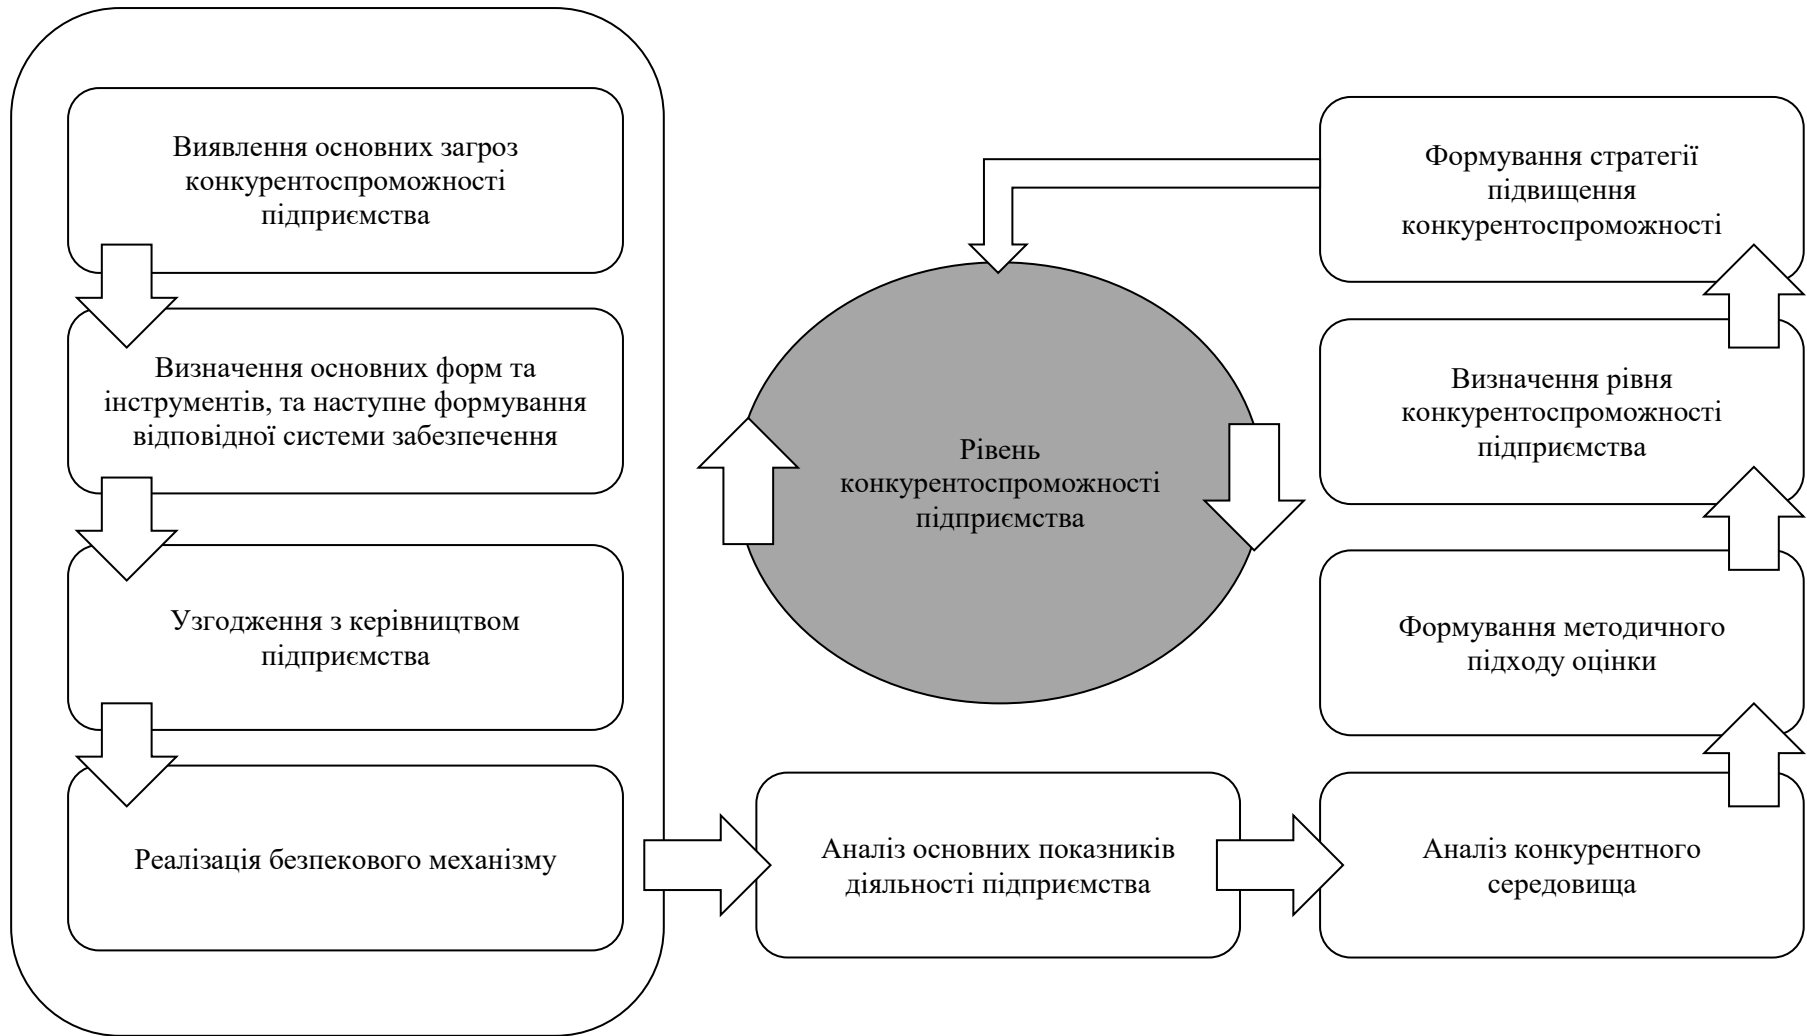 Виявлення основних загроз
конкурентоспроможності
підприємства
Визначення основних форм та
інструментів, та наступне формування
відповідної системи забезпечення
Узгодження з керівництвом
підприємства
Реалізація безпекового механізму
Аналіз основних показників
діяльності підприємства
Аналіз конкурентного
середовища
Формування методичного
підходу оцінки
Визначення рівня
конкурентоспроможності
підприємства
Формування стратегії
підвищення
конкурентоспроможності
Рівень
конкурентоспроможності
підприємства